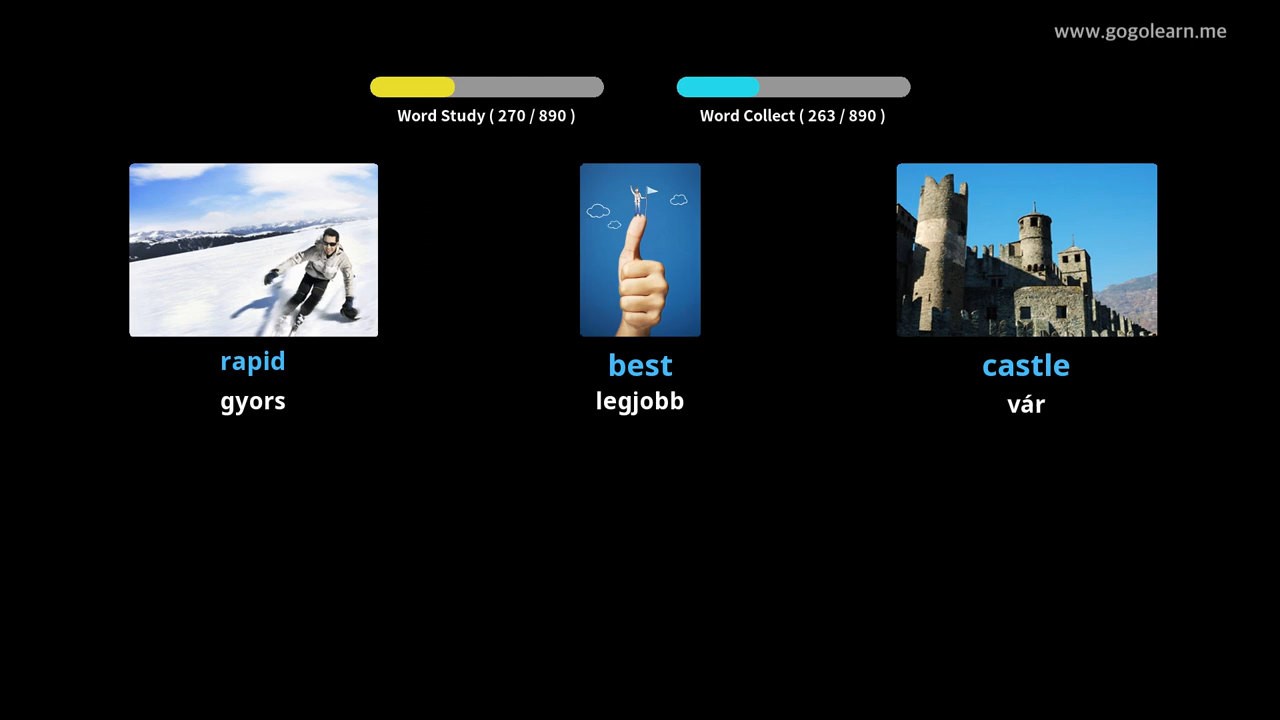 www.gogolearn.me
Word Study ( 270 / 890 )
Word Collect ( 263 / 890 )
rapid
gyors
best
legjobb
castle
vár